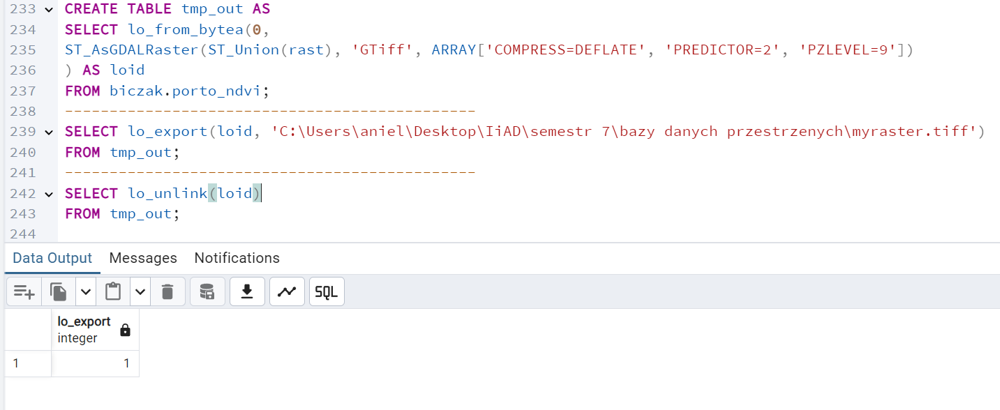 233 CREATE TABLE tmp_out AS
234 SELECT lo_from_bytea(0,
235 ST_AsGDALRaster(ST_Union(rast), 'GTiff', ARRAY['COMPRESS=DEFLATE', 'PREDICTOR=2', 'PZLEVEL=9'])
236 ) AS loid
237 FROM biczak.porto_ndvi;
238 ----------------------------------------------
239 SELECT lo_export(loid, 'C:\Users\aniel\Desktop\IiAD\semestr 7\bazy danych przestrzenych\myraster.tiff')
240 FROM tmp_out;
241 ----------------------------------------------
242 SELECT lo_unlink(loid)
243 FROM tmp_out;
244
Data Output Messages Notifications
SQL
lo_export
integer
1 1